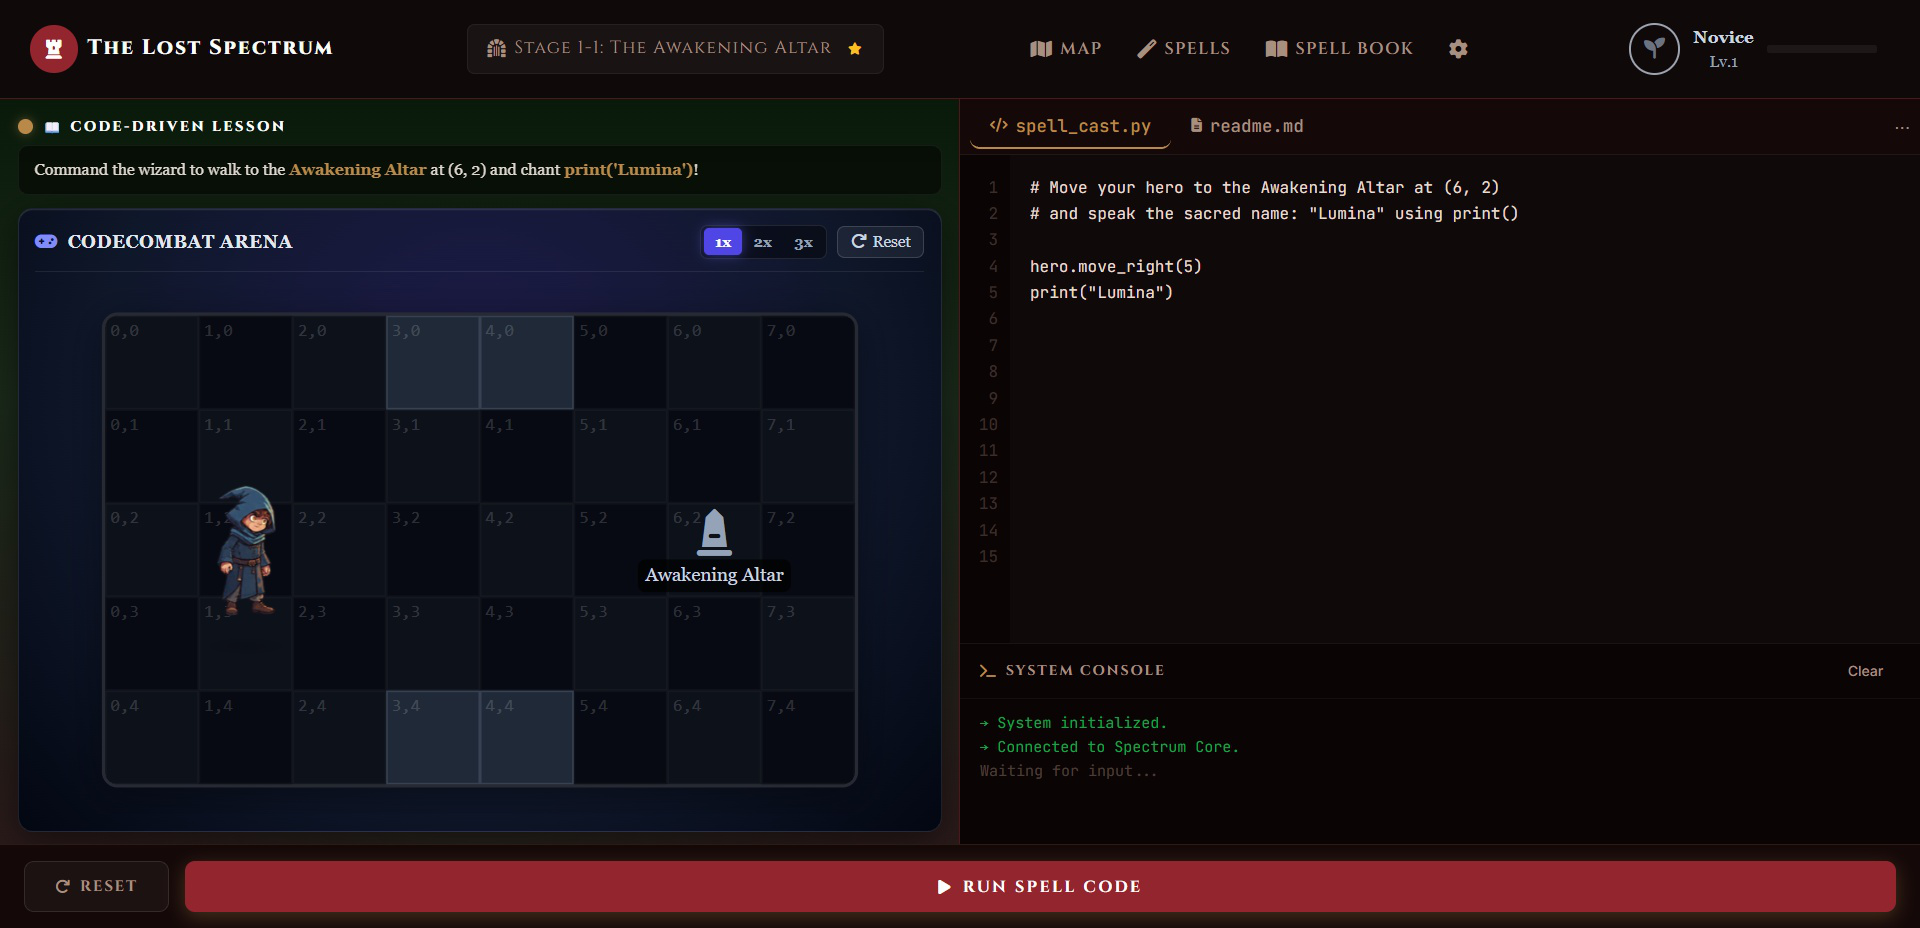 The Lost Spectrum
Stage 1-1: The Awakening Altar
MAP
SPELLS
SPELL BOOK
Novice
Lv.1
CODE-DRIVEN LESSON
Command the wizard to walk to the Awakening Altar at (6, 2) and chant print('Lumina')!
CODECOMBAT ARENA
1x 2x 3x
Reset
0,0 1,0 2,0 3,0 4,0 5,0 6,0 7,0
0,1 1,1 2,1 3,1 4,1 5,1 6,1 7,1
0,2 1, 2,2 3,2 4,2 5,2 6,2 7,2
Awakening Altar
0,3 1, 2,3 3,3 4,3 5,3 6,3 7,3
0,4 1,4 2,4 3,4 4,4 5,4 6,4 7,4
spell_cast.py
readme.md
...
1 # Move your hero to the Awakening Altar at (6, 2)
2 # and speak the sacred name: "Lumina" using print()
3
4 hero.move_right(5)
5 print("Lumina")
6
7
8
9
10
11
12
13
14
15
SYSTEM CONSOLE
Clear
→ System initialized.
→ Connected to Spectrum Core.
Waiting for input...
RESET
RUN SPELL CODE